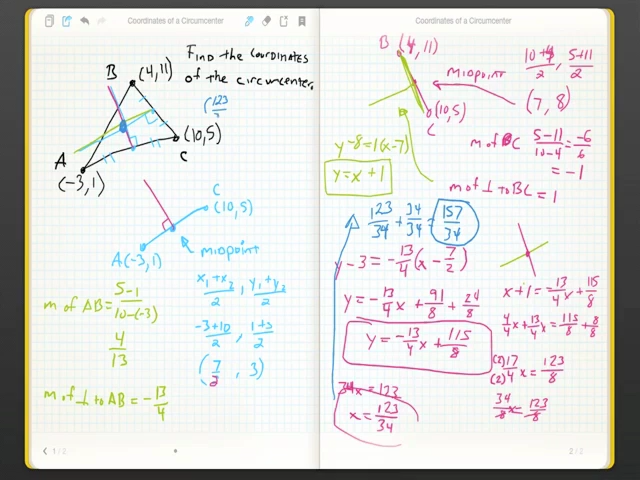 Coordinates of a Circumcenter
B
(4, 11)
FIND the coordinates
of the circumcenter.
(123
(10, 5)
C
A
(-3, 1)
C
(10, 5)
A(-3, 1)
MIDPOINT
x₁+x₂/2, y₁+y₂/2
-3+10/2, 1+5/2
(7/2, 3)
m of AB = 5-1/10-(-3)
4/13
m of ⊥ to AB = -13/4
1/2
Coordinates of a Circumcenter
B (4, 11)
MIDPOINT
10+4/2, 5+11/2
(7, 8)
(10, 5)
C
y-8=1(x-7)
y=x+1
m of BC 5-11/10-4 = -6/6
= -1
m of ⊥ to BC = 1
123/34 + 34/34 = 157/34
y-3 = -13/4(x - 7/2)
y = -13/4x + 91/8 + 24/8
y = -13/4x + 115/8
34x = 123
x = 123/34
x+1 = -13/4x + 115/8
4/4x + 13/4x = 115/8 - 8/8
(2)17/(2)4x = 123/8
34/8x = 123/8
2/2